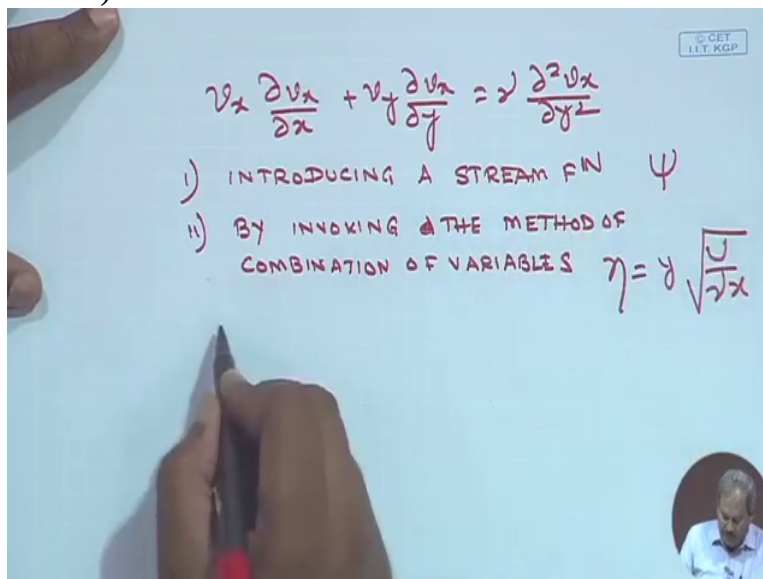 © CET
I.I.T. KGP
𝑣x ∂𝑣x/∂x + 𝑣y ∂𝑣x/∂y = ν ∂²𝑣x/∂y²
I) INTRODUCING A STREAM FN ψ
II) BY INVOKING THE METHOD OF
COMBINATION OF VARIABLES η = y √(U/νx)